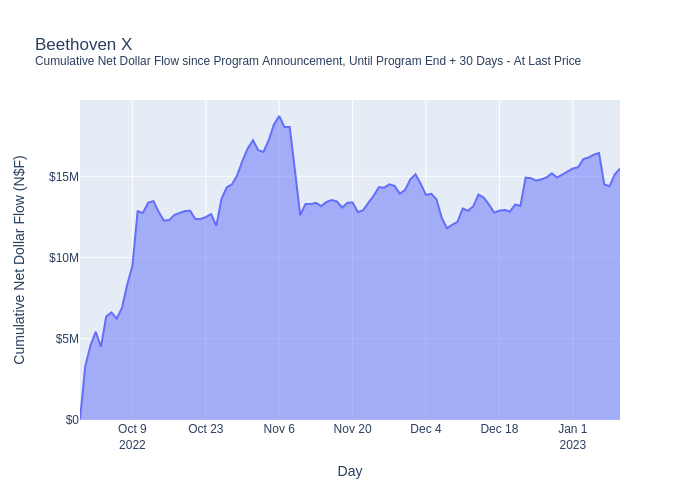 Beethoven X
Cumulative Net Dollar Flow since Program Announcement, Until Program End + 30 Days - At Last Price
Cumulative Net Dollar Flow (N$F)
$15M
$10M
$5M
$0
Oct 9
2022
Oct 23
Nov 6
Nov 20
Dec 4
Dec 18
Jan 1
2023
Day